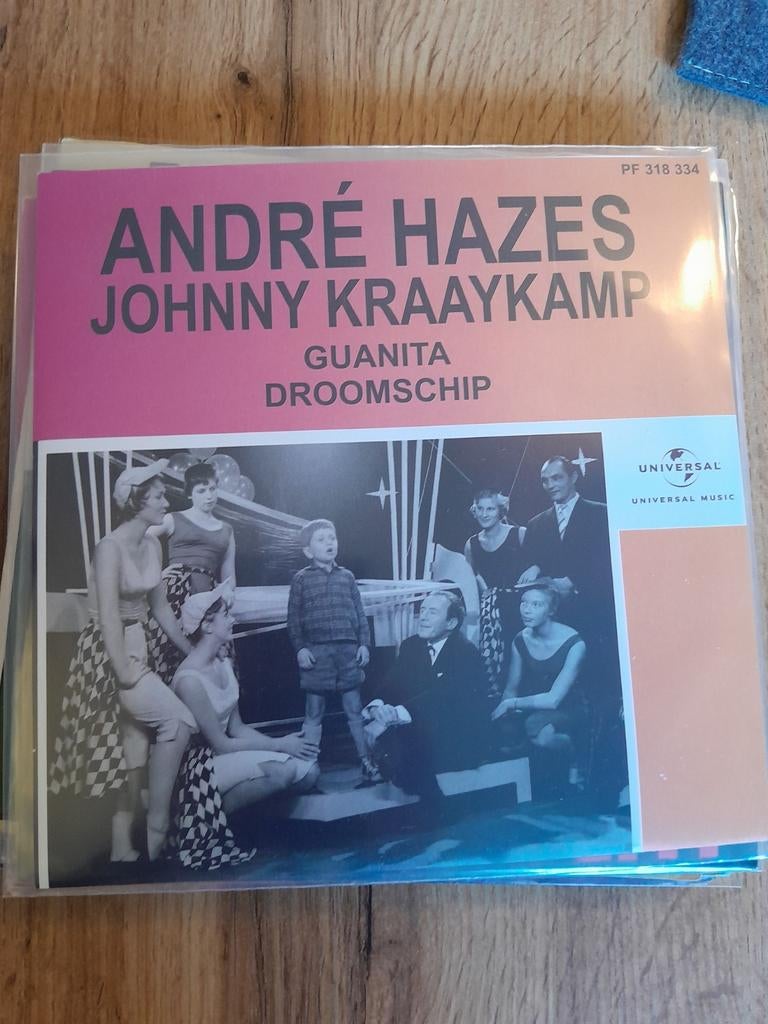 PF 318 334
ANDRÉ HAZES
JOHNNY KRAAYKAMP
GUANITA
DROOMSCHIP
UNIVERSAL
UNIVERSAL MUSIC